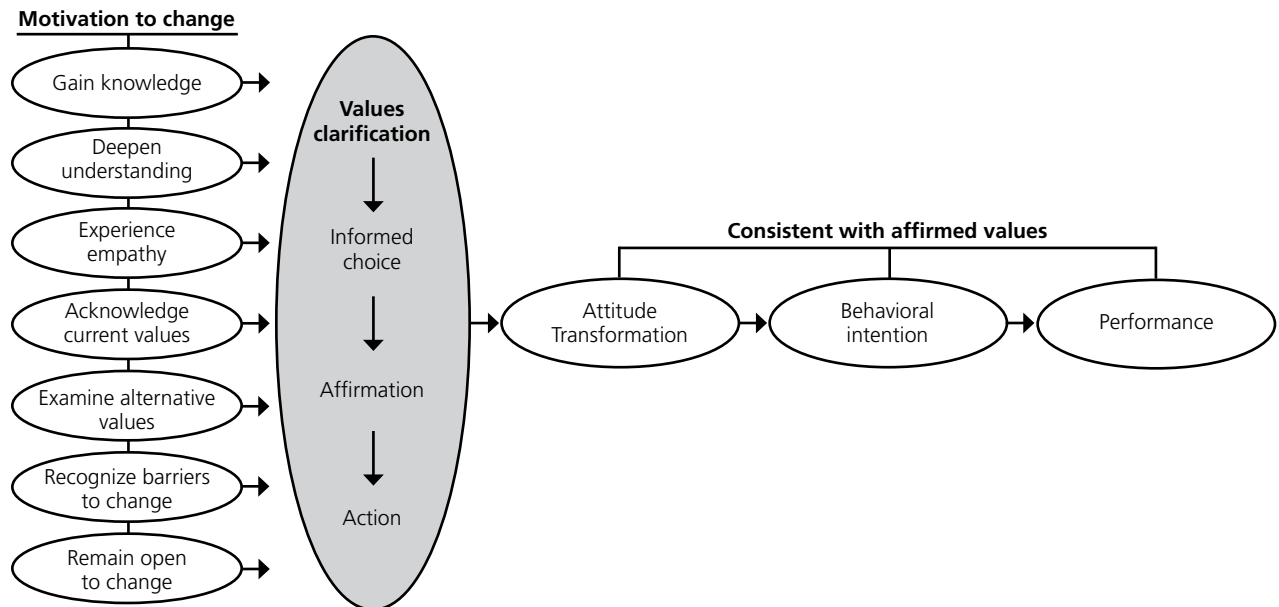 Motivation to change
Gain knowledge
Deepen
understanding
Experience
empathy
Acknowledge
current values
Examine alternative
values
Recognize barriers
to change
Remain open
to change
Values
clarification
Informed
choice
Affirmation
Action
Consistent with affirmed values
Attitude
Transformation
Behavioral
intention
Performance